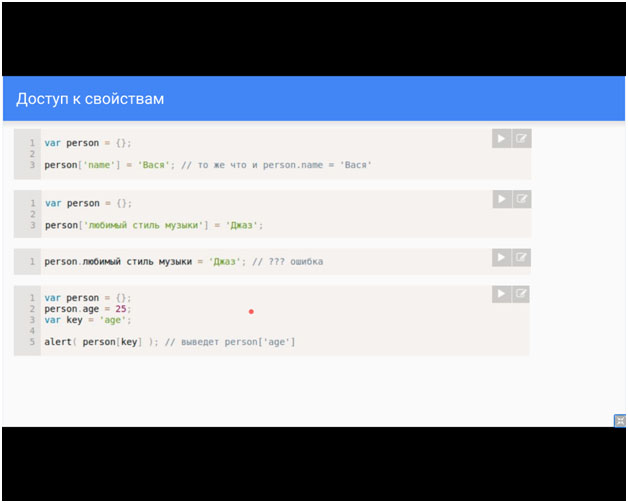 Доступ к свойствам
1 var person = {};
2
3 person['name'] = 'Вася'; // то же что и person.name = 'Вася'
1 var person = {};
2
3 person['любимый стиль музыки'] = 'Джаз';
1 person.любимый стиль музыки = 'Джаз'; // ??? ошибка
1 var person = {};
2 person.age = 25;
3 var key = 'age';
4
5 alert( person[key] ); // выведет person['age']